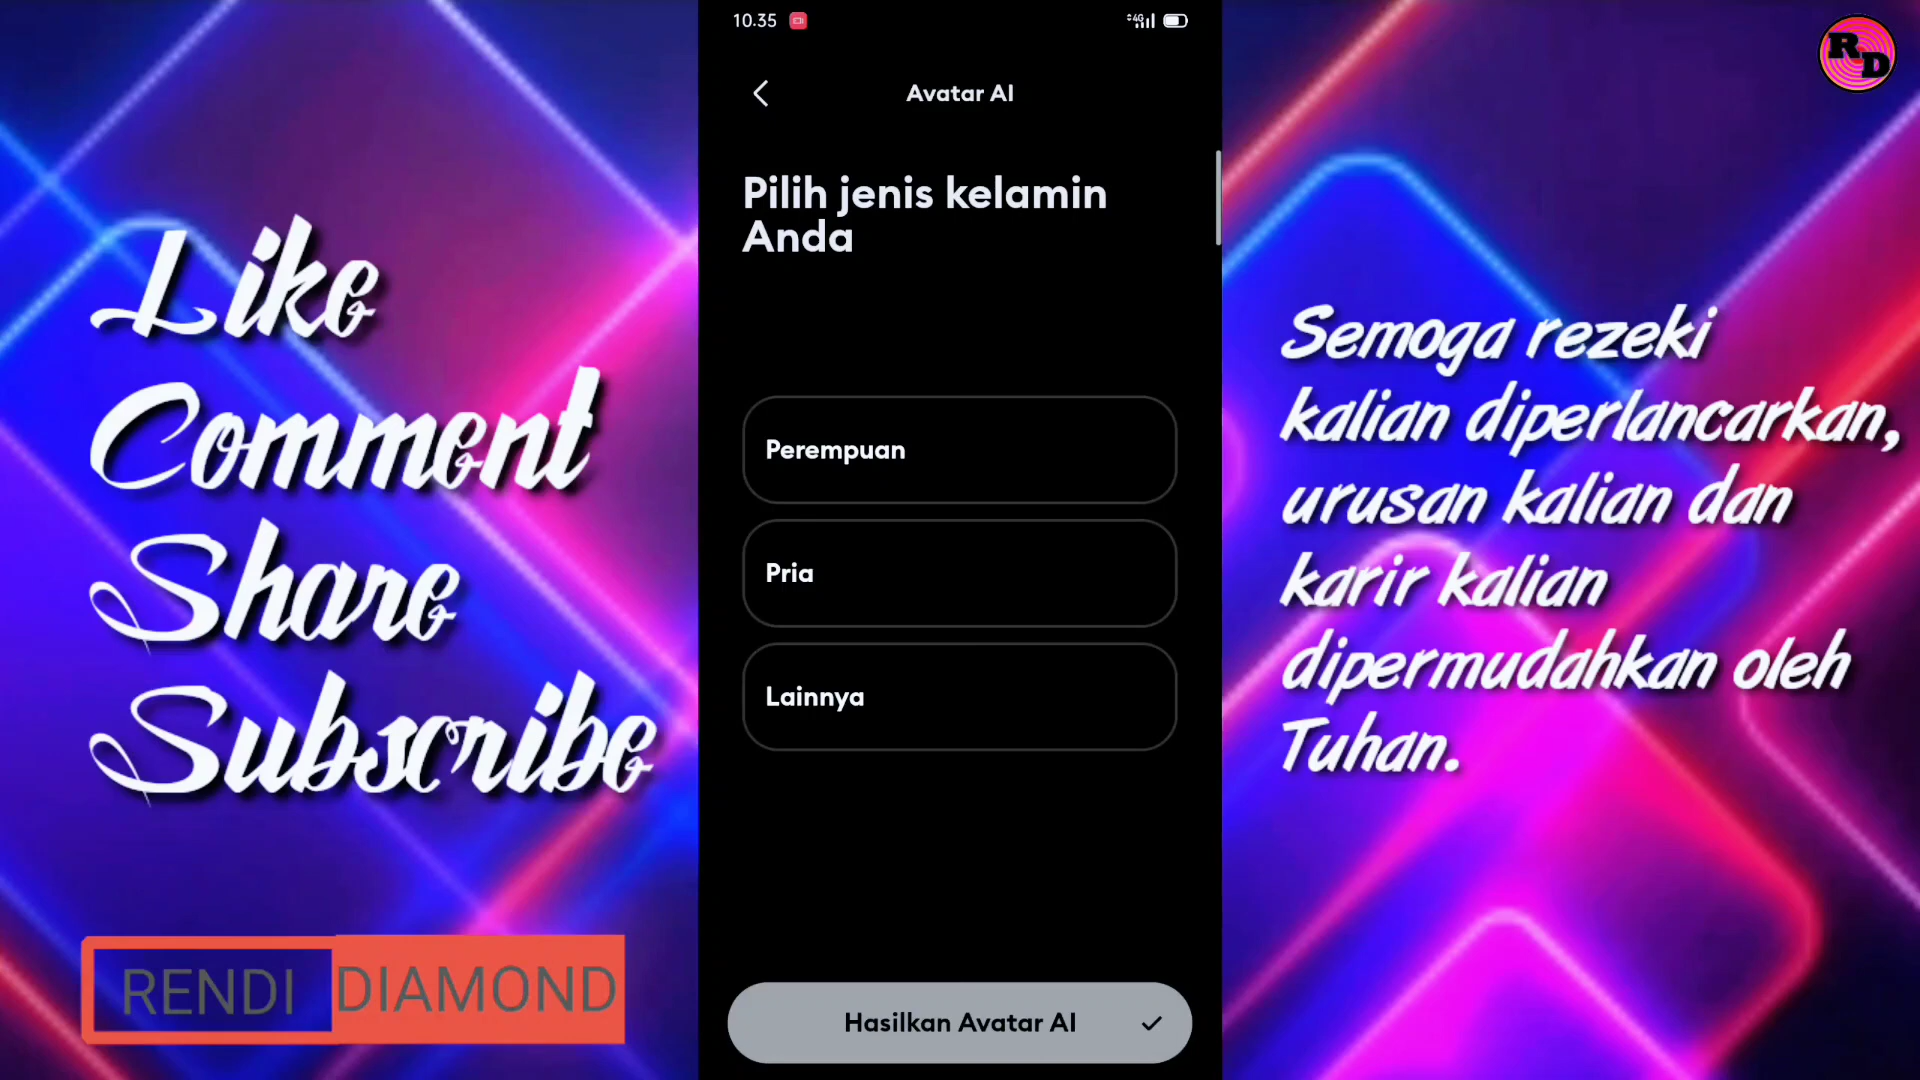 10.35
4G
Avatar AI
Pilih jenis kelamin
Anda
Perempuan
Pria
Lainnya
Hasilkan Avatar AI
Like
Comment
Share
Subscribe
RENDI DIAMOND
RD
Semoga rezeki
kalian diperlancarkan,
urusan kalian dan
karir kalian
dipermudahkan oleh
Tuhan.